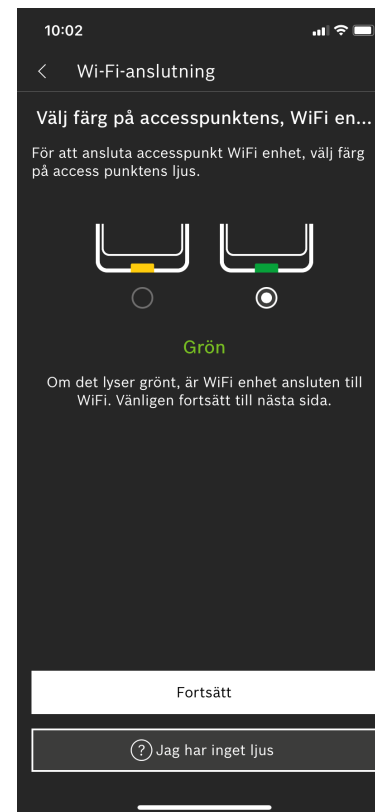 10:02
Wi-Fi-anslutning
Välj färg på accesspunktens, WiFi en...
För att ansluta accesspunkt WiFi enhet, välj färg
på access punktens ljus.
Grön
Om det lyser grönt, är WiFi enhet ansluten till
WiFi. Vänligen fortsätt till nästa sida.
Fortsätt
? Jag har inget ljus